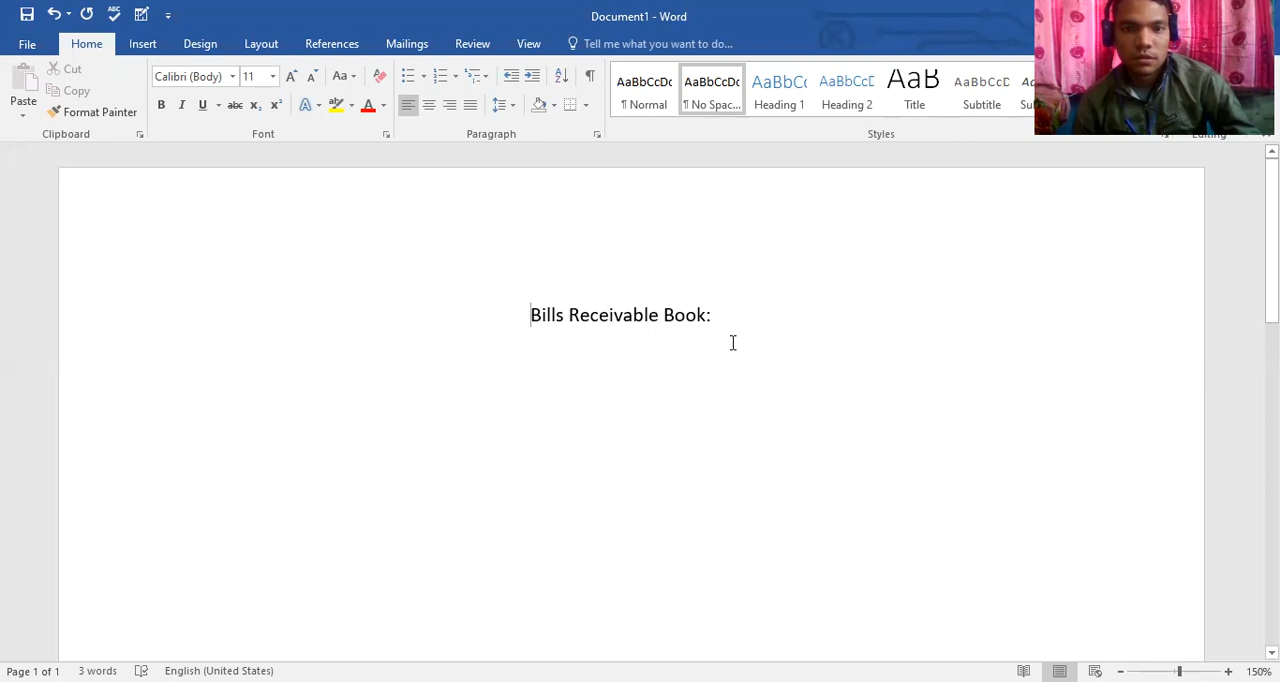 Document1 - Word
File Home Insert Design Layout References Mailings Review View Tell me what you want to do...
Paste
Cut
Copy
Format Painter
Clipboard
Calibri (Body) 11
Font
Paragraph
AaBbCcDc AaBbCcDc AaBbCc AaBbCcD AaB AaBbCcD
¶ Normal ¶ No Spac... Heading 1 Heading 2 Title Subtitle
Styles
Editing
Bills Receivable Book:
Page 1 of 1 3 words English (United States) 150%